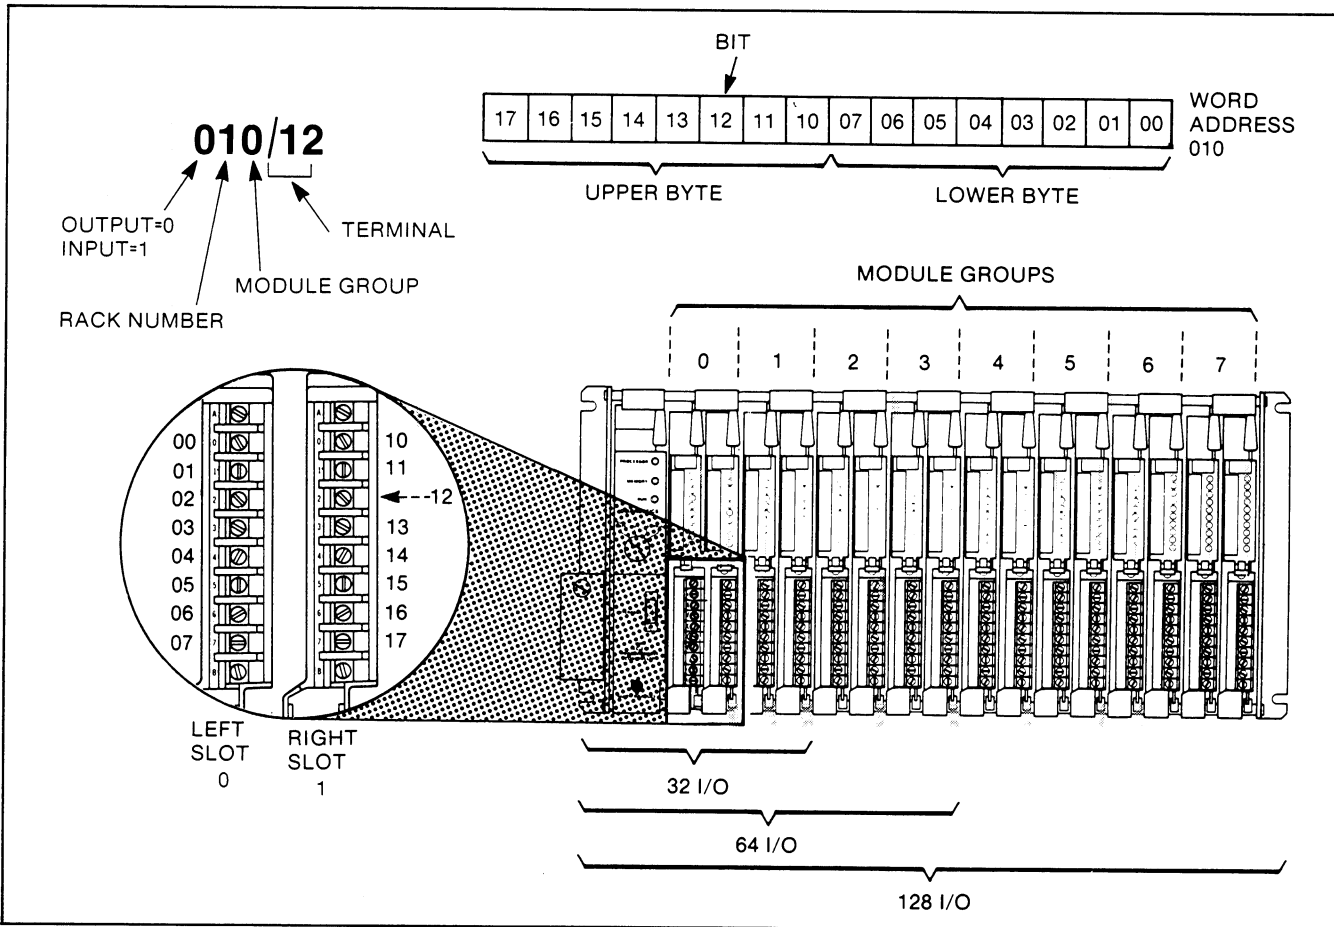 BIT
17 16 15 14 13 12 11 10 07 06 05 04 03 02 01 00
WORD
ADDRESS
010
UPPER BYTE
LOWER BYTE
010/12
OUTPUT=0
INPUT=1
TERMINAL
MODULE GROUP
RACK NUMBER
MODULE GROUPS
0 1 2 3 4 5 6 7
00
01
02
03
04
05
06
07
10
11
12
13
14
15
16
17
LEFT
SLOT
0
RIGHT
SLOT
1
32 I/O
64 I/O
128 I/O